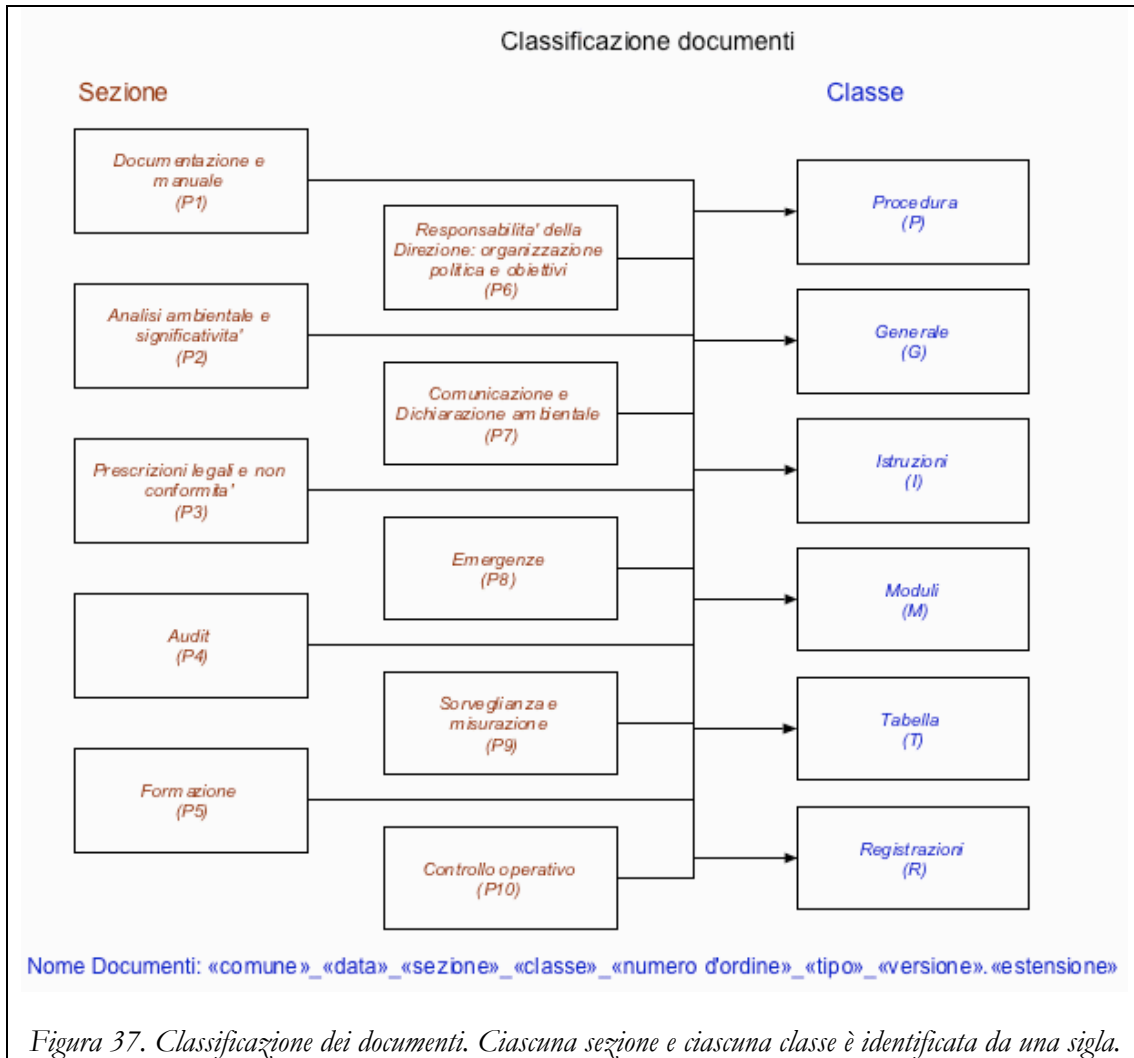 Classificazione documenti
Sezione
Classe
Documentazione e
manuale
(P1)
Responsabilita' della
Direzione: organizzazione
politica e obiettivi
(P6)
Analisi ambientale e
significativita'
(P2)
Comunicazione e
Dichiarazione ambientale
(P7)
Prescrizioni legali e non
conformita'
(P3)
Emergenze
(P8)
Audit
(P4)
Sorveglianza e
misurazione
(P9)
Formazione
(P5)
Controllo operativo
(P10)
Procedura
(P)
Generale
(G)
Istruzioni
(I)
Moduli
(M)
Tabella
(T)
Registrazioni
(R)
Nome Documenti: «comune»_«data»_«sezione»_«classe»_«numero d'ordine»_«tipo»_«versione».«estensione»
Figura 37. Classificazione dei documenti. Ciascuna sezione e ciascuna classe è identificata da una sigla.